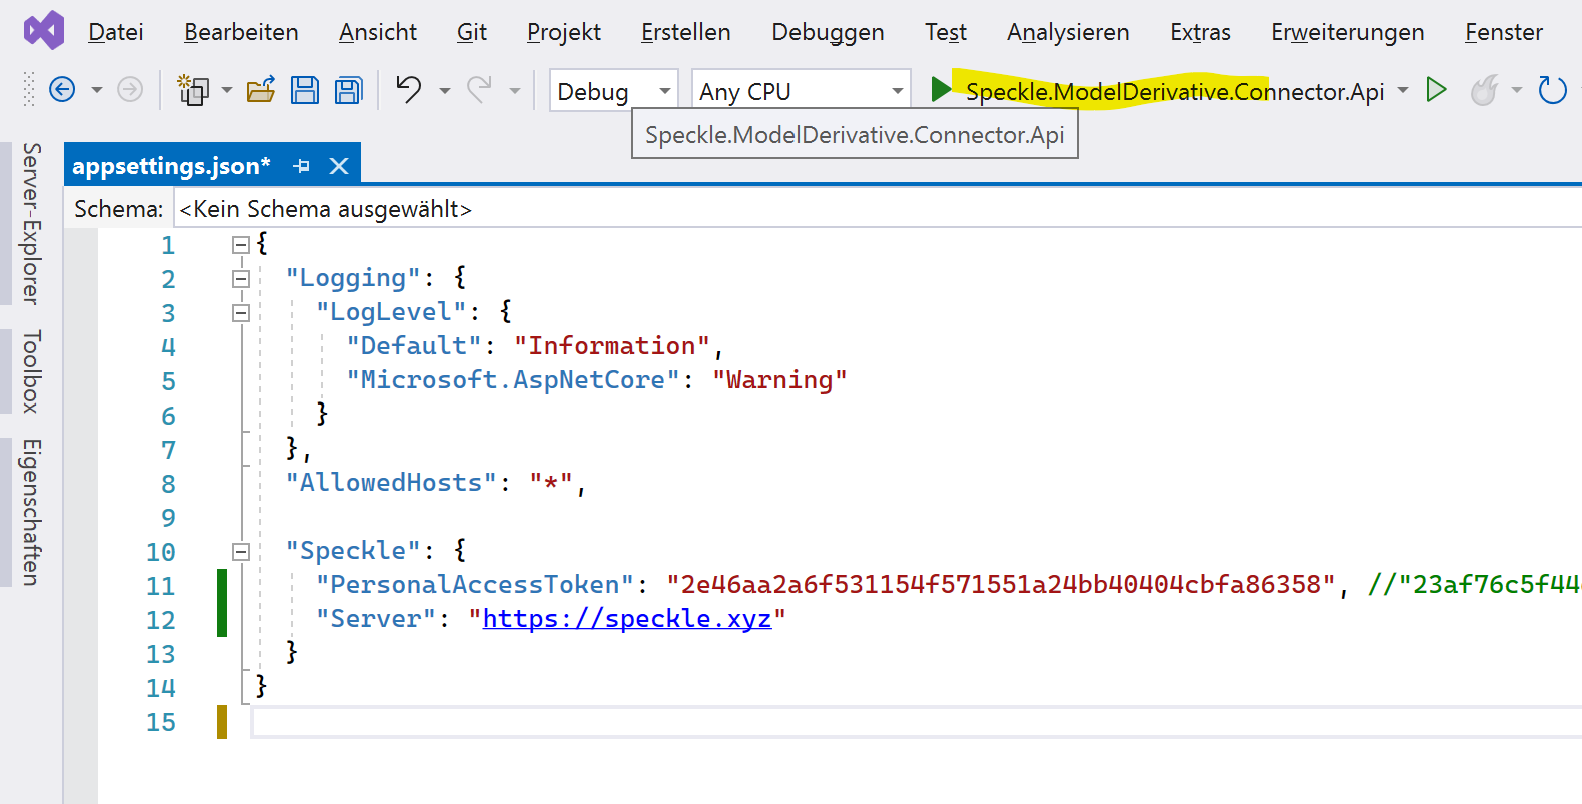 Datei Bearbeiten Ansicht Git Projekt Erstellen Debuggen Test Analysieren Extras Erweiterungen Fenster
Debug Any CPU Speckle.ModelDerivative.Connector.Api
Speckle.ModelDerivative.Connector.Api
Server-Explorer
Toolbox
Eigenschaften
appsettings.json*
Schema: <Kein Schema ausgewählt>
1 {
2 "Logging": {
3 "LogLevel": {
4 "Default": "Information",
5 "Microsoft.AspNetCore": "Warning"
6 }
7 },
8 "AllowedHosts": "*",
9
10 "Speckle": {
11 "PersonalAccessToken": "2e46aa2a6f531154f571551a24bb40404cbfa86358", //"23af76c5f44
12 "Server": "https://speckle.xyz"
13 }
14 }
15